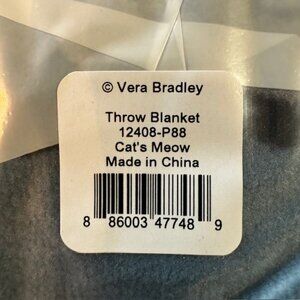 © Vera Bradley
Throw Blanket
12408-P88
Cat's Meow
Made in China
8 86003 47748 9